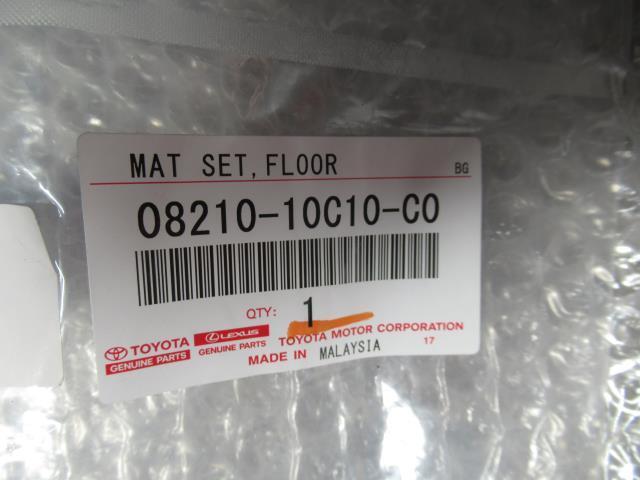 MAT SET,FLOOR BG
08210-10C10-C0
QTY: 1
TOYOTA LEXUS TOYOTA MOTOR CORPORATION
GENUINE PARTS GENUINE PARTS MADE IN MALAYSIA 17